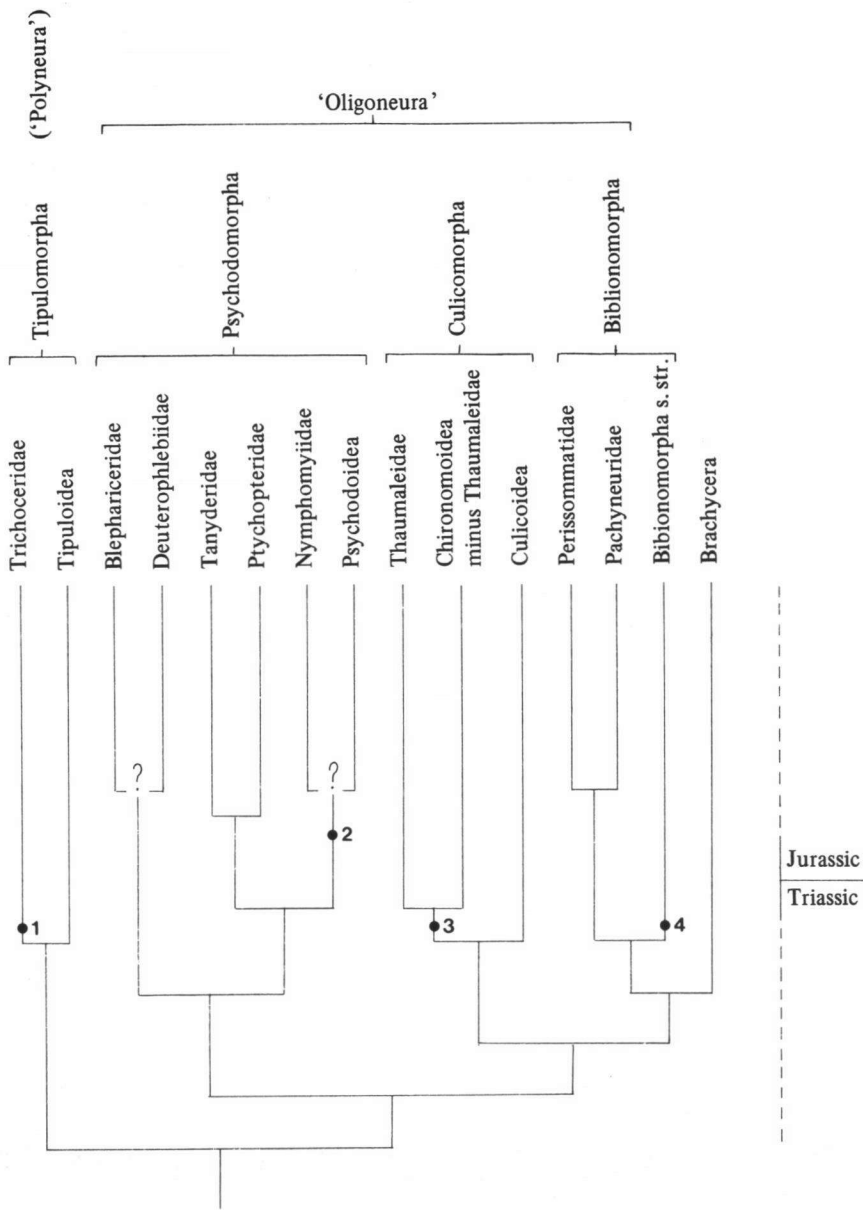 ('Polyneura')
'Oligoneura'
Tipulomorpha
Psychodomorpha
Culicomorpha
Biblionomorpha
Trichoceridae
Tipuloidea
Blephariceridae
Deuterophlebiidae
Tanyderidae
Ptychopteridae
Nymphomyiidae
Psychodoidea
Thaumaleidae
Chironomoidea
minus Thaumaleidae
Culicoidea
Perissommatidae
Pachyneuridae
Bibionomorpha s. str.
Brachycera
?
?
2
Jurassic
Triassic
1
3
4